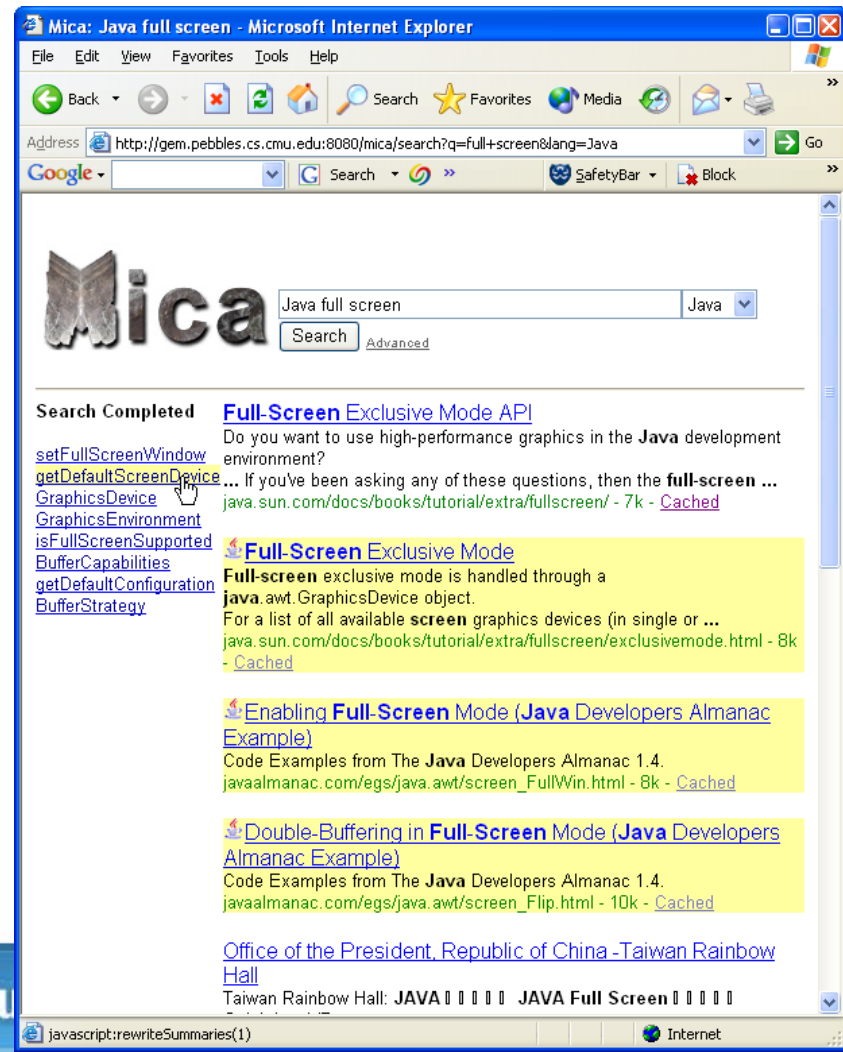 Mica: Java full screen - Microsoft Internet Explorer
File Edit View Favorites Tools Help
Back Search Favorites Media »
Address http://gem.pebbles.cs.cmu.edu:8080/mica/search?q=full+screen&lang=Java Go
Google Search » SafetyBar Block »
Mica
Java full screen Java
Search Advanced
Search Completed
setFullScreenWindow
getDefaultScreenDevice
GraphicsDevice
GraphicsEnvironment
isFullScreenSupported
BufferCapabilities
getDefaultConfiguration
BufferStrategy
Full-Screen Exclusive Mode API
Do you want to use high-performance graphics in the Java development
environment?
... If you've been asking any of these questions, then the full-screen ...
java.sun.com/docs/books/tutorial/extra/fullscreen/ - 7k - Cached
Full-Screen Exclusive Mode
Full-screen exclusive mode is handled through a
java.awt.GraphicsDevice object.
For a list of all available screen graphics devices (in single or ...
java.sun.com/docs/books/tutorial/extra/fullscreen/exclusivemode.html - 8k
- Cached
Enabling Full-Screen Mode (Java Developers Almanac
Example)
Code Examples from The Java Developers Almanac 1.4.
javaalmanac.com/egs/java.awt/screen_FullWin.html - 8k - Cached
Double-Buffering in Full-Screen Mode (Java Developers
Almanac Example)
Code Examples from The Java Developers Almanac 1.4.
javaalmanac.com/egs/java.awt/screen_Flip.html - 10k - Cached
Office of the President, Republic of China -Taiwan Rainbow
Hall
Taiwan Rainbow Hall: JAVA JAVA Full Screen
javascript:rewriteSummaries(1) Internet